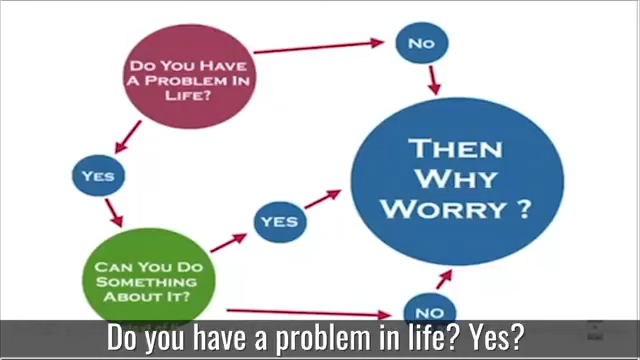 DO YOU HAVE
A PROBLEM IN
LIFE?
NO
YES
THEN
WHY
WORRY ?
YES
CAN YOU DO
SOMETHING
ABOUT IT?
NO
Do you have a problem in life? Yes?